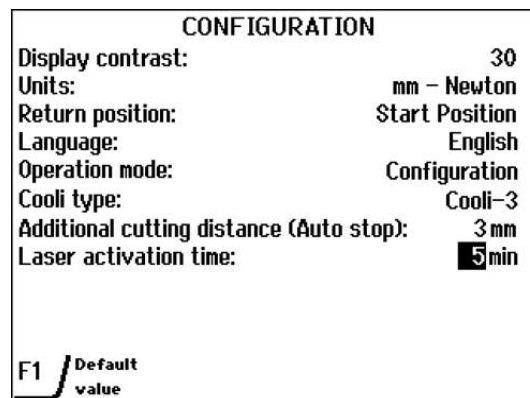 CONFIGURATION
Display contrast: 30
Units: mm - Newton
Return position: Start Position
Language: English
Operation mode: Configuration
Cooli type: Cooli-3
Additional cutting distance (Auto stop): 3 mm
Laser activation time: 5 min
F1 Default
value